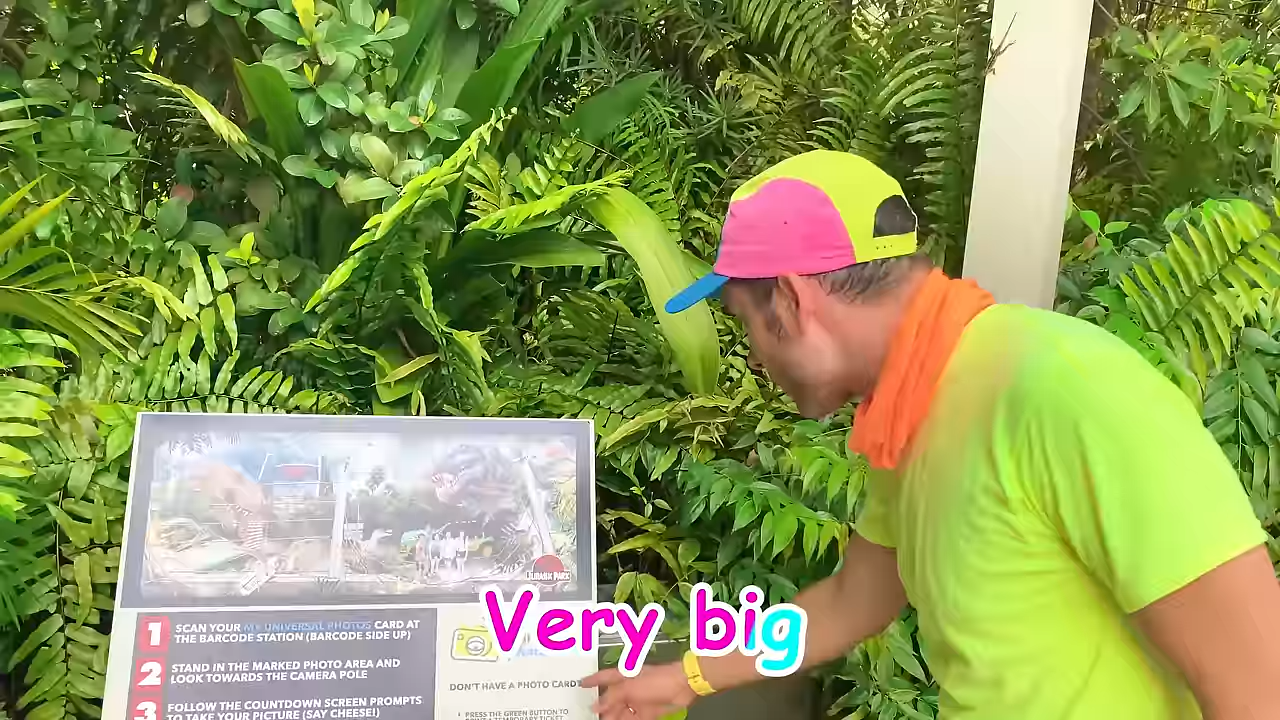 JURASSIC PARK
1 SCAN YOUR MY UNIVERSAL PHOTOS CARD AT
THE BARCODE STATION (BARCODE SIDE UP)
2 STAND IN THE MARKED PHOTO AREA AND
LOOK TOWARDS THE CAMERA POLE
3 FOLLOW THE COUNTDOWN SCREEN PROMPTS
TO TAKE YOUR PICTURE (SAY CHEESE!)
DON'T HAVE A PHOTO CARD?
1 PRESS THE GREEN BUTTON TO
Very big